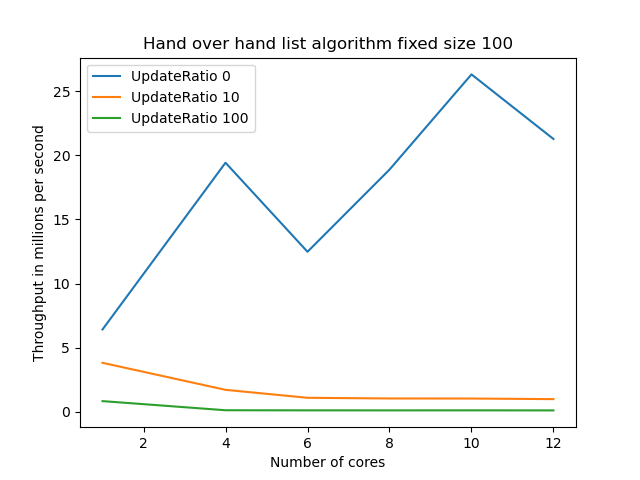 Hand over hand list algorithm fixed size 100
UpdateRatio 0
UpdateRatio 10
UpdateRatio 100
Throughput in millions per second
25
20
15
10
5
0
2 4 6 8 10 12
Number of cores